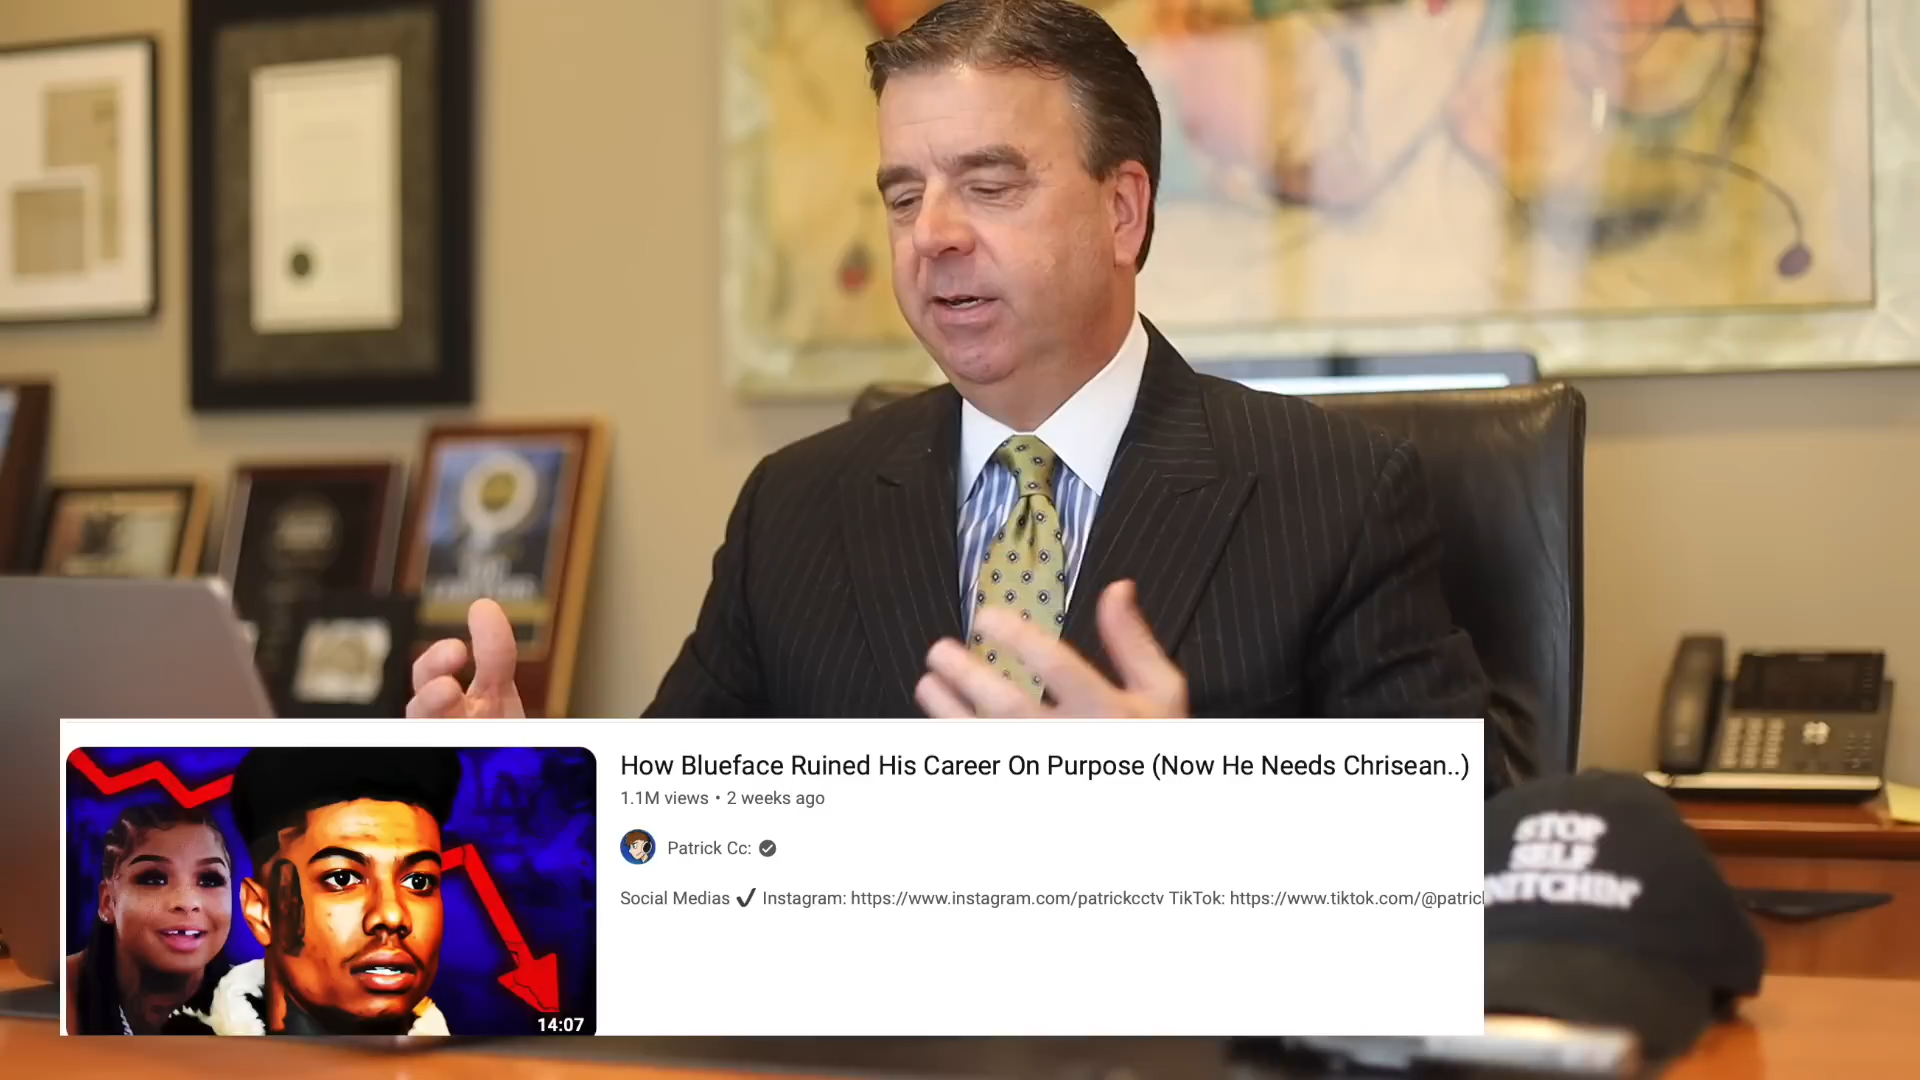 How Blueface Ruined His Career On Purpose (Now He Needs Chrisean..)
1.1M views • 2 weeks ago
Patrick Cc:
Social Medias ✔ Instagram: https://www.instagram.com/patrickcctv TikTok: https://www.tiktok.com/@patric
14:07
STOP
SELF